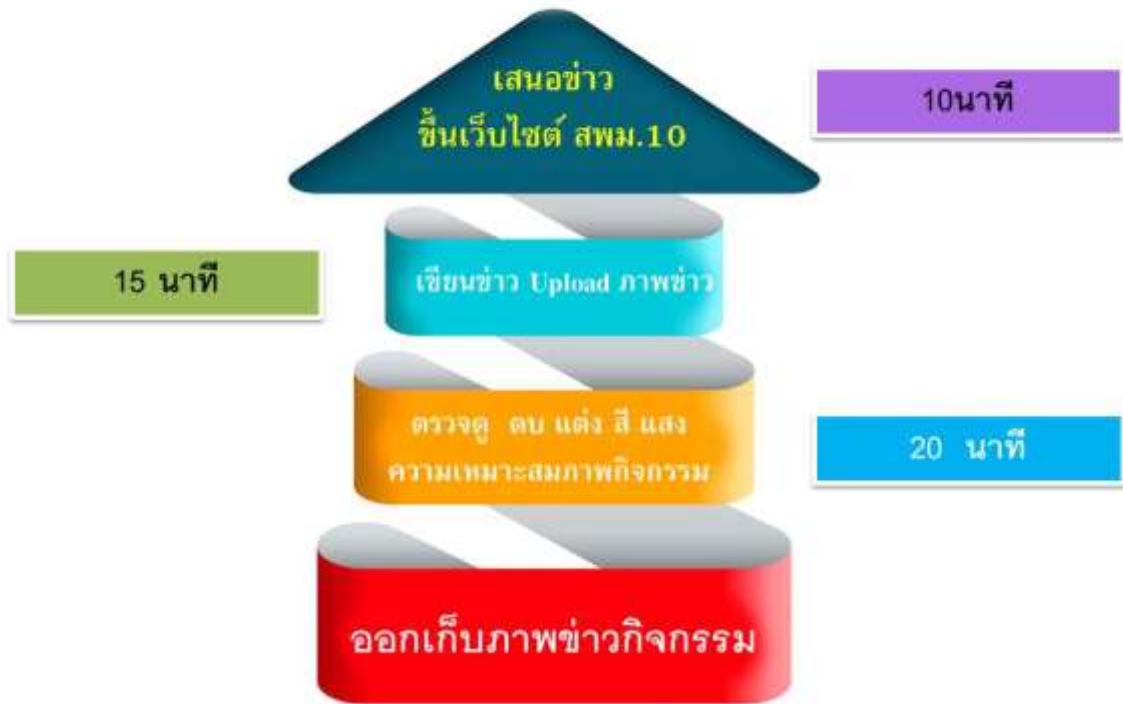 เสนอข่าว
ขึ้นเว็บไซต์ สพม.10
10นาที
15 นาที
เขียนข่าว Upload ภาพข่าว
ตรวจดู ตบ แต่ง สี แสง
ความเหมาะสมภาพกิจกรรม
20 นาที
ออกเก็บภาพข่าวกิจกรรม